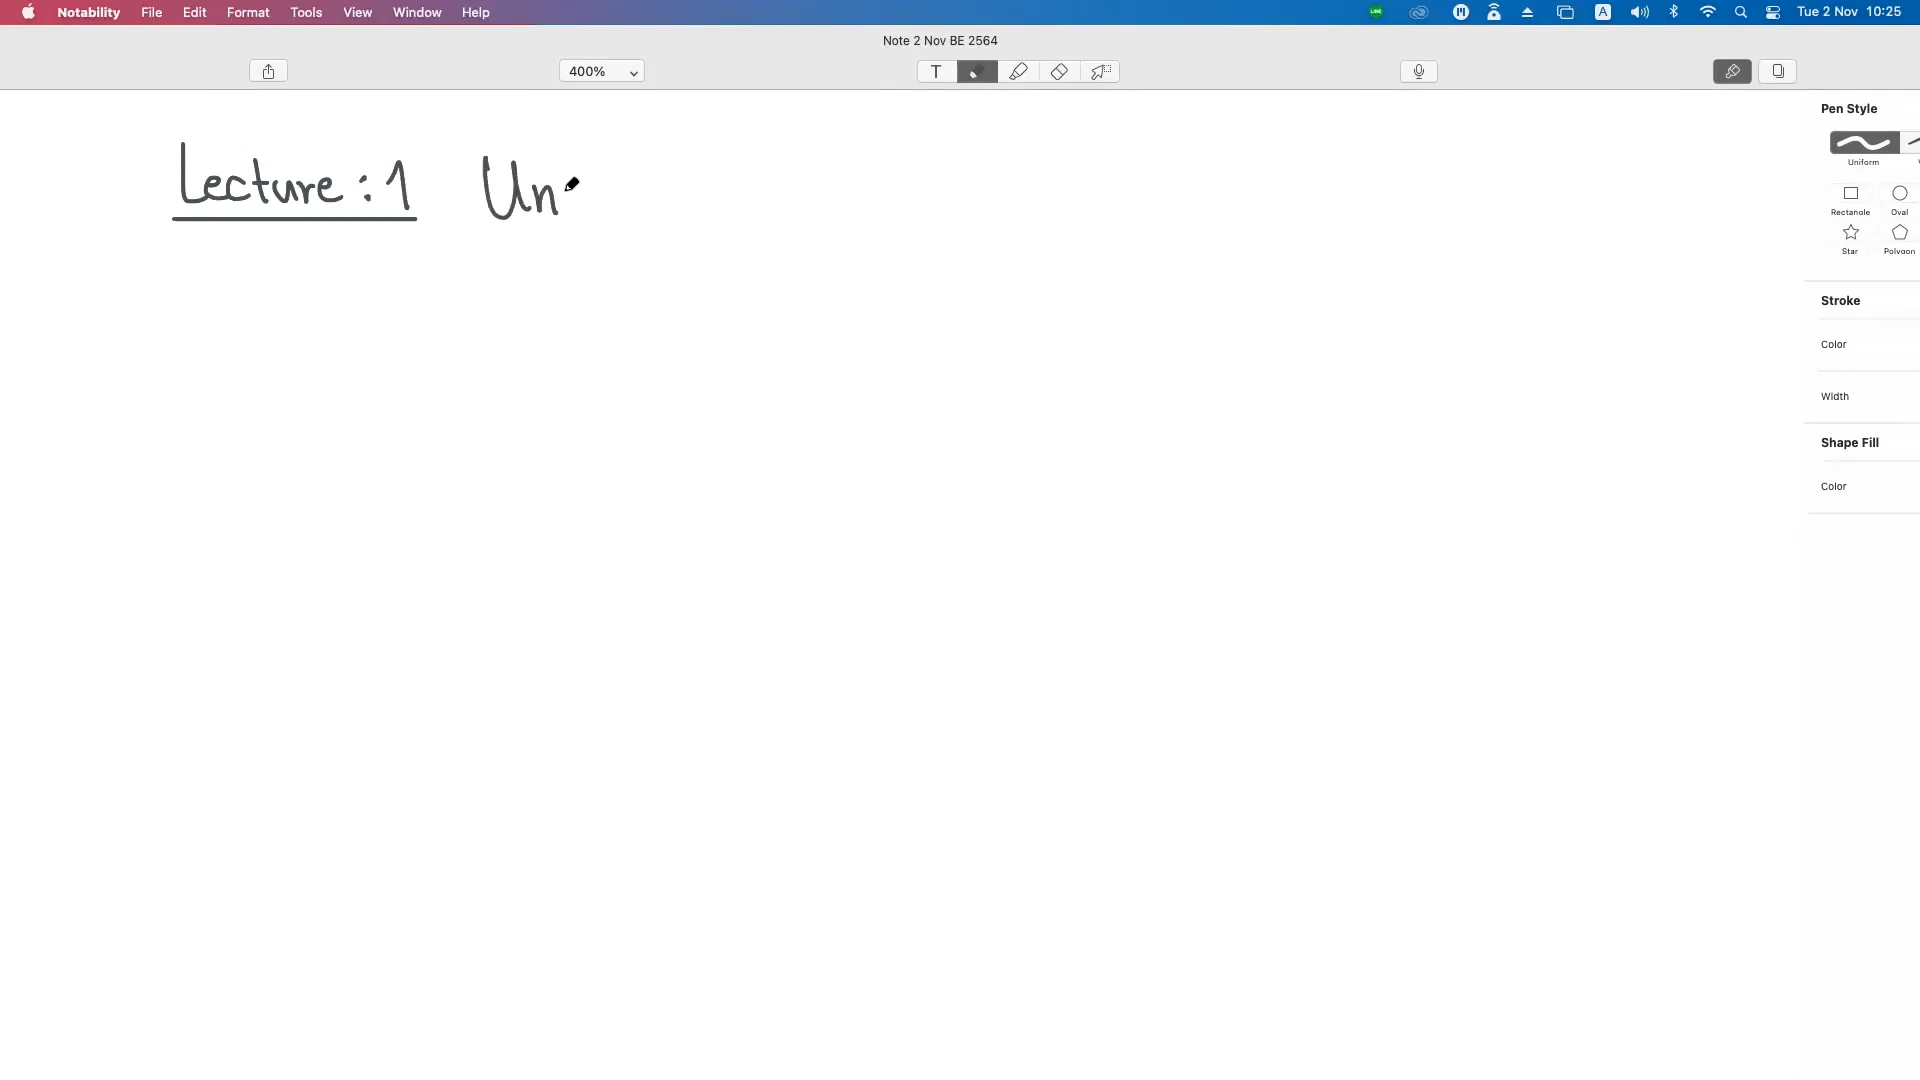 Notability File Edit Format Tools View Window Help LINE A Tue 2 Nov 10:25
Note 2 Nov BE 2564
400% T
Pen Style
Uniform
Rectangle Oval
Star Polygon
Stroke
Color
Width
Shape Fill
Color
Lecture : 1 Un